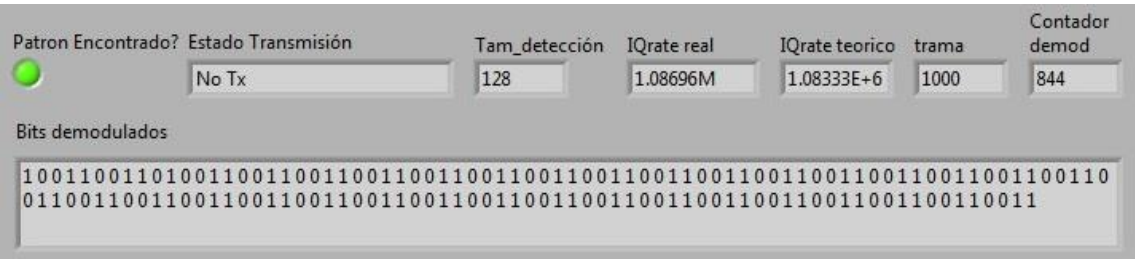 Patron Encontrado? Estado Transmisión Tam_detección IQrate real IQrate teorico trama Contador demod
No Tx 128 1.08696M 1.08333E+6 1000 844
Bits demodulados
1001100110100110011001100110011001100110011001100110011001100110011001100110
01100110011001100110011001100110011001100110011001100110011001100110011